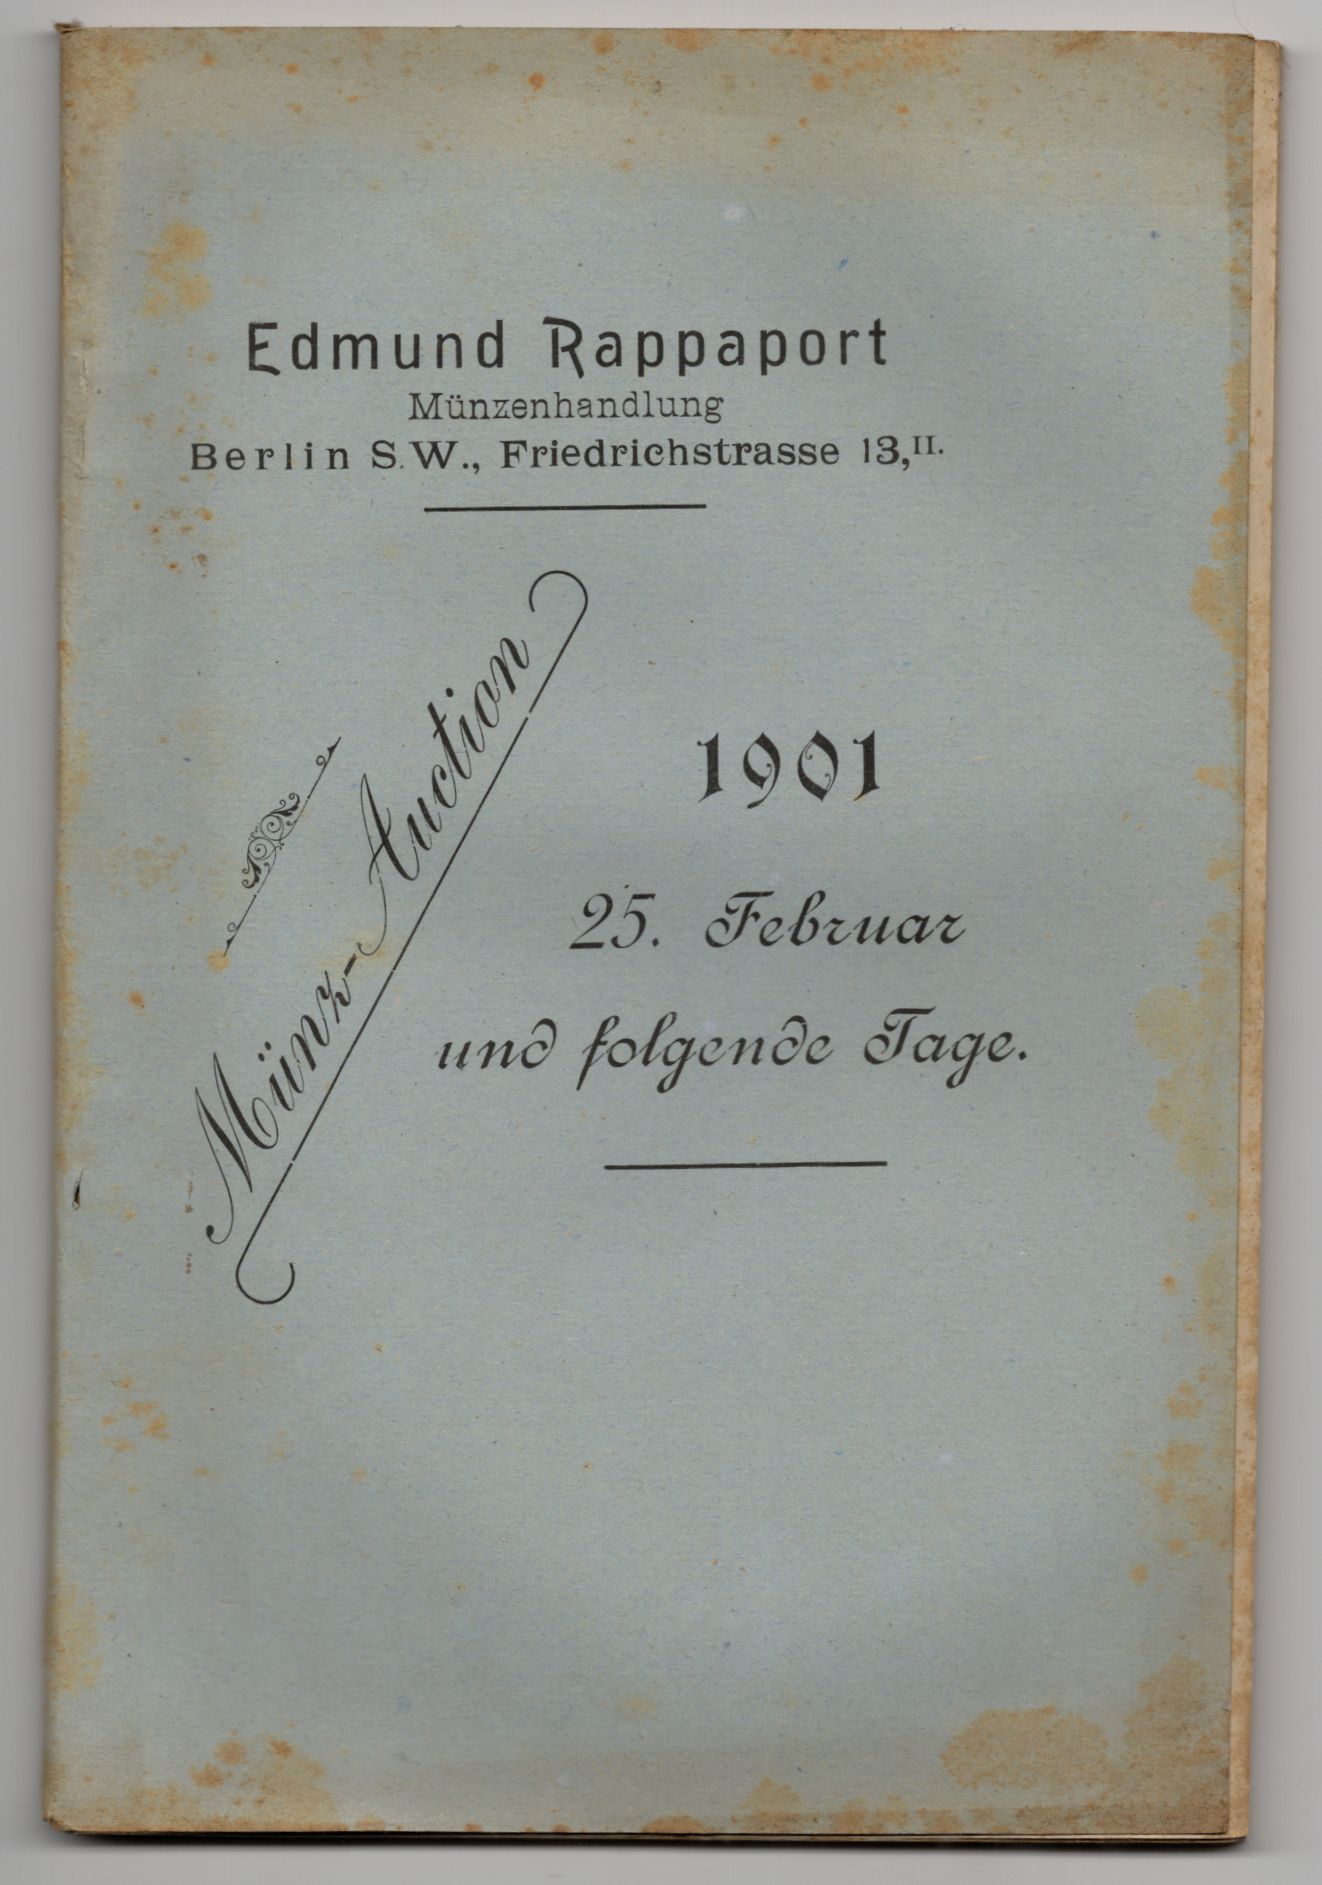 Edmund Rappaport
Münzenhandlung
Berlin S.W., Friedrichstrasse 13,II.
Münz-Auction
1901
25. Februar
und folgende Tage.